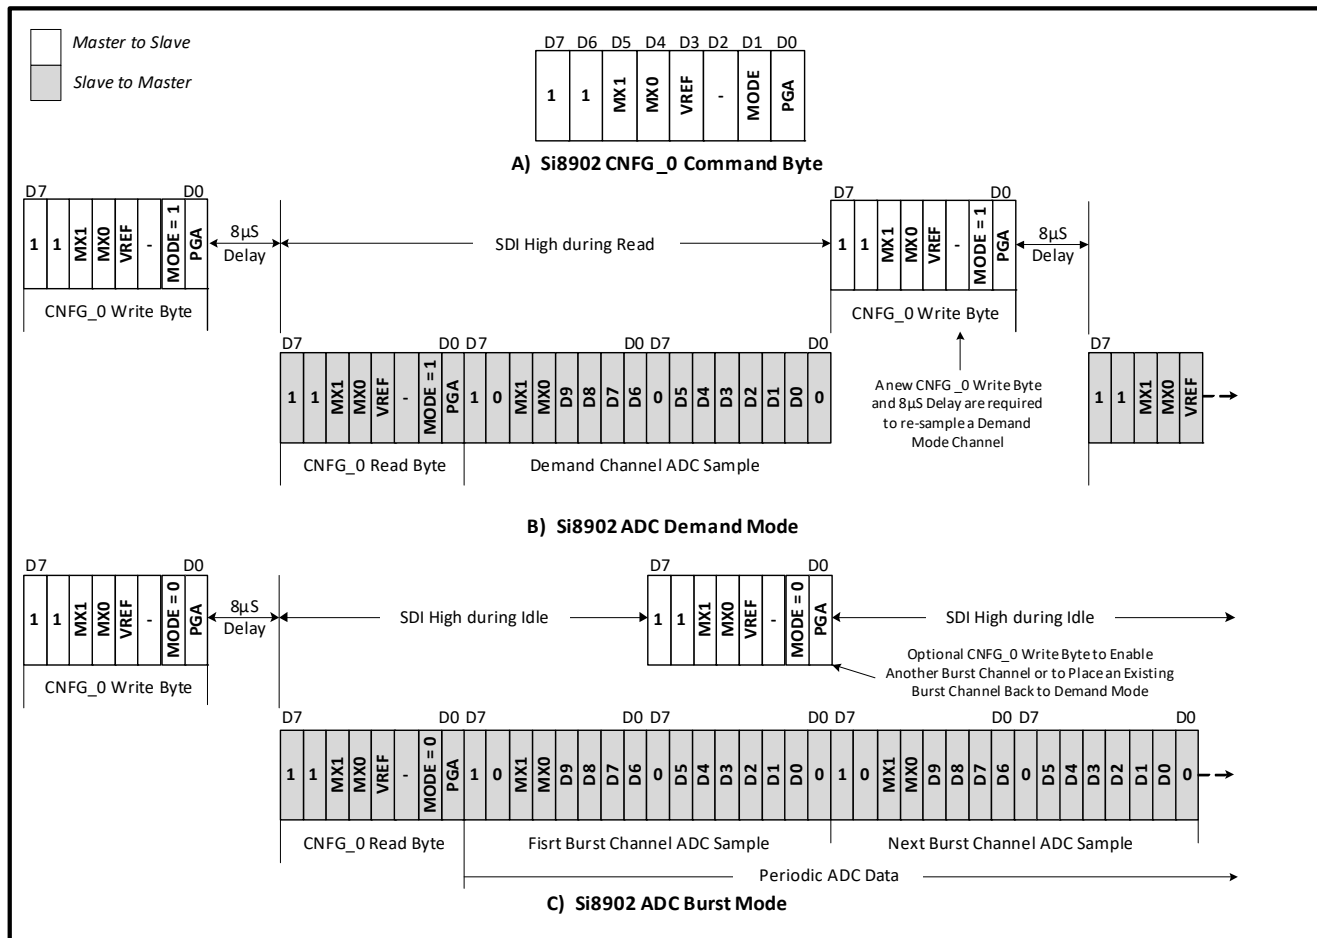 Master to Slave
Slave to Master
D7 D6 D5 D4 D3 D2 D1 D0
1 1 MX1 MX0 VREF - MODE PGA
A) Si8902 CNFG_0 Command Byte
D7 D0
1 1 MX1 MX0 VREF - MODE = 1 PGA
8µS
Delay
SDI High during Read
D7 D0
1 1 MX1 MX0 VREF - MODE = 1 PGA
8µS
Delay
CNFG_0 Write Byte
CNFG_0 Write Byte
D7 D0 D7 D0 D7 D0
1 1 MX1 MX0 VREF - MODE = 1 PGA 1 0 MX1 MX0 D9 D8 D7 D6 0 D5 D4 D3 D2 D1 D0 0
A new CNFG_0 Write Byte
and 8µS Delay are required
to re-sample a Demand
Mode Channel
D7
1 1 MX1 MX0 VREF
CNFG_0 Read Byte
Demand Channel ADC Sample
B) Si8902 ADC Demand Mode
D7 D0
1 1 MX1 MX0 VREF - MODE = 0 PGA
8µS
Delay
SDI High during Idle
D7 D0
1 1 MX1 MX0 VREF - MODE = 0 PGA
SDI High during Idle
CNFG_0 Write Byte
Optional CNFG_0 Write Byte to Enable
Another Burst Channel or to Place an Existing
Burst Channel Back to Demand Mode
D7 D0 D7 D0 D7 D0 D7 D0 D7 D0
1 1 MX1 MX0 VREF - MODE = 0 PGA 1 0 MX1 MX0 D9 D8 D7 D6 0 D5 D4 D3 D2 D1 D0 0 1 0 MX1 MX0 D9 D8 D7 D6 0 D5 D4 D3 D2 D1 D0 0
CNFG_0 Read Byte
Fisrt Burst Channel ADC Sample
Next Burst Channel ADC Sample
Periodic ADC Data
C) Si8902 ADC Burst Mode